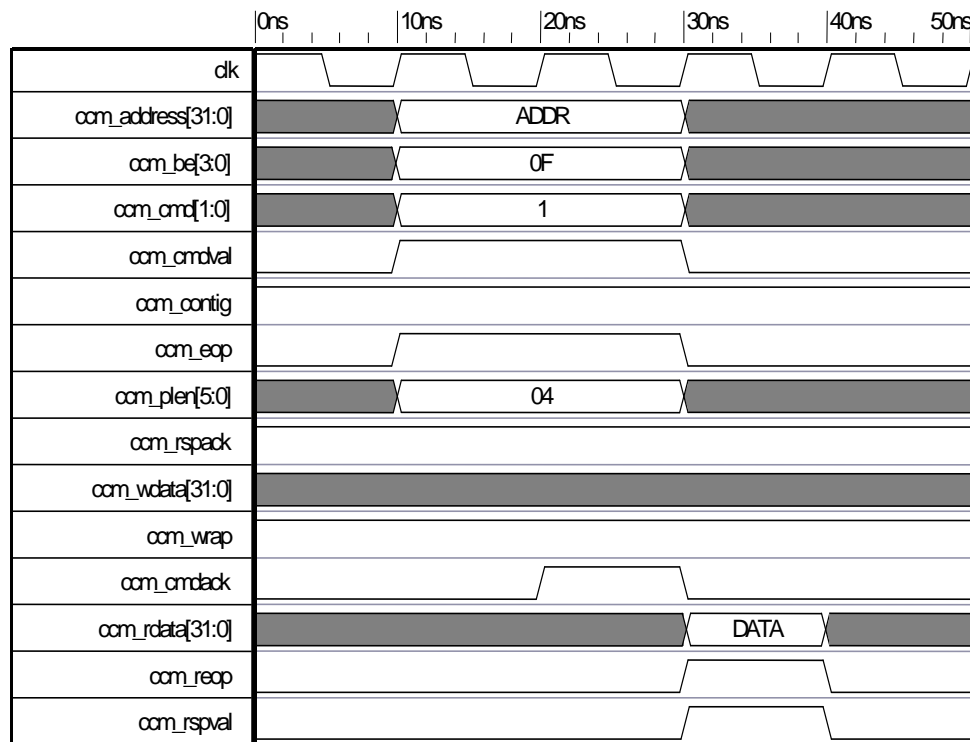 0ns 10ns 20ns 30ns 40ns 50ns
clk
ccm_address[31:0] ADDR
ccm_be[3:0] 0F
ccm_cmd[1:0] 1
ccm_cmdval
ccm_contig
ccm_eop
ccm_plen[5:0] 04
ccm_rspack
ccm_wdata[31:0]
ccm_wrap
ccm_cmdack
ccm_rdata[31:0] DATA
ccm_reop
ccm_rspval